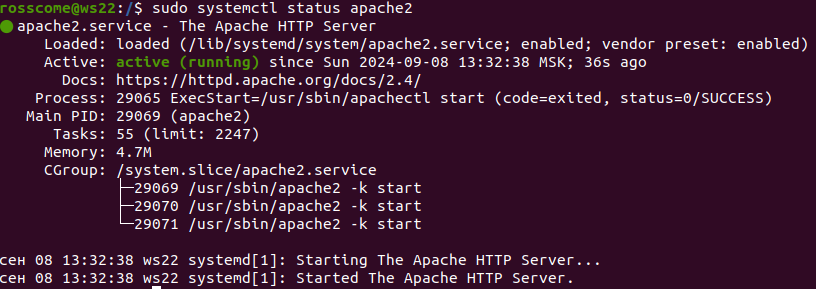 rosscome@ws22:/$ sudo systemctl status apache2
● apache2.service - The Apache HTTP Server
Loaded: loaded (/lib/systemd/system/apache2.service; enabled; vendor preset: enabled)
Active: active (running) since Sun 2024-09-08 13:32:38 MSK; 36s ago
Docs: https://httpd.apache.org/docs/2.4/
Process: 29065 ExecStart=/usr/sbin/apachectl start (code=exited, status=0/SUCCESS)
Main PID: 29069 (apache2)
Tasks: 55 (limit: 2247)
Memory: 4.7M
CGroup: /system.slice/apache2.service
├─29069 /usr/sbin/apache2 -k start
├─29070 /usr/sbin/apache2 -k start
└─29071 /usr/sbin/apache2 -k start
сен 08 13:32:38 ws22 systemd[1]: Starting The Apache HTTP Server...
сен 08 13:32:38 ws22 systemd[1]: Started The Apache HTTP Server.